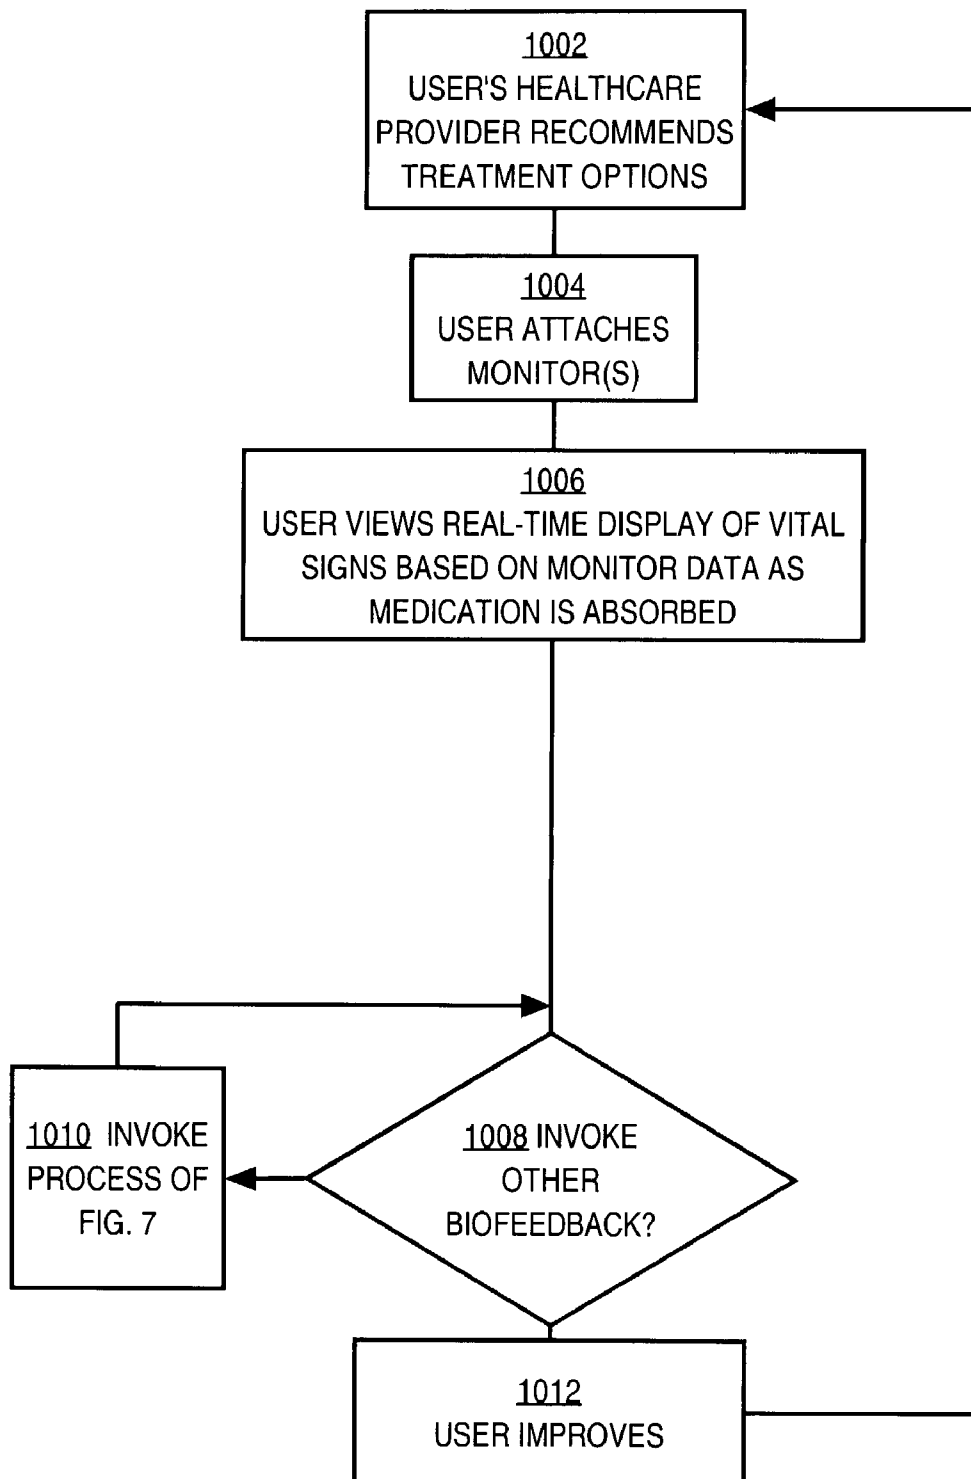 1002
USER'S HEALTHCARE
PROVIDER RECOMMENDS
TREATMENT OPTIONS
1004
USER ATTACHES
MONITOR(S)
1006
USER VIEWS REAL-TIME DISPLAY OF VITAL
SIGNS BASED ON MONITOR DATA AS
MEDICATION IS ABSORBED
1008 INVOKE
OTHER
BIOFEEDBACK?
1010 INVOKE
PROCESS OF
FIG. 7
1012
USER IMPROVES